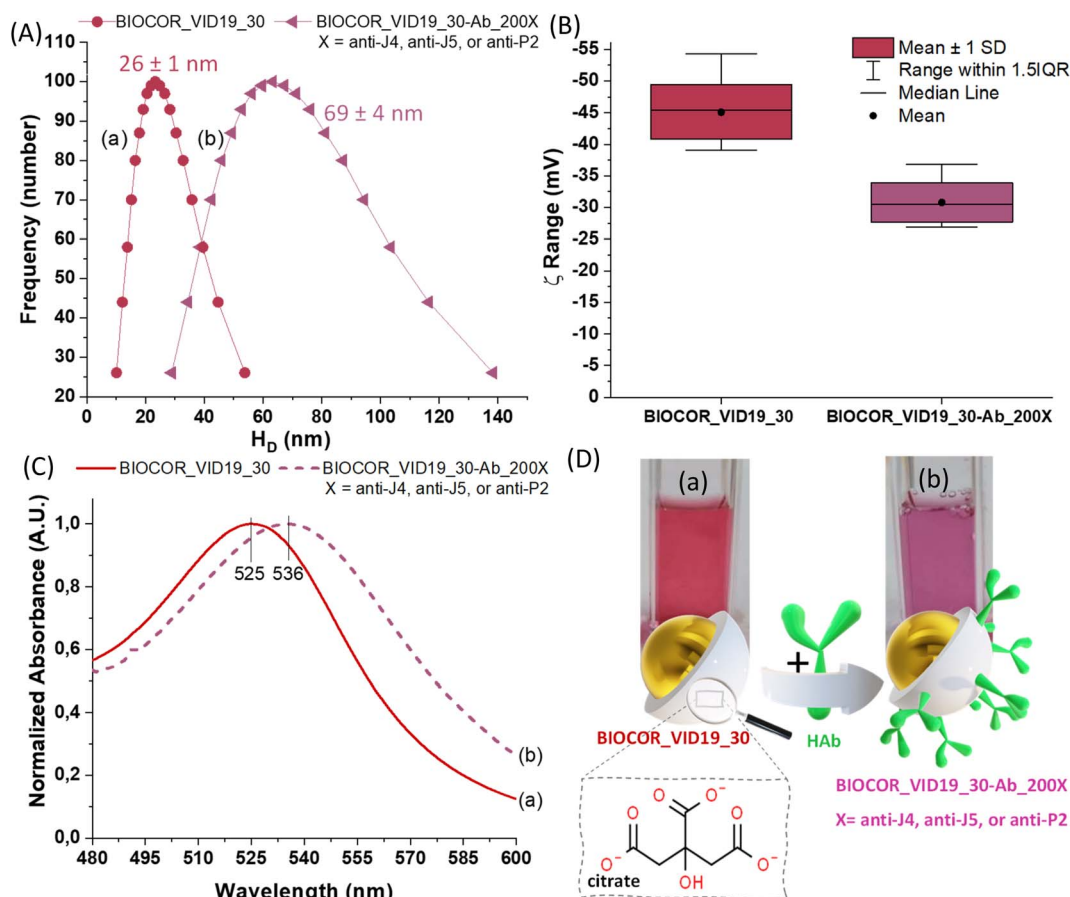 (A)
BIOCOR_VID19_30
BIOCOR_VID19_30-Ab_200X
X = anti-J4, anti-J5, or anti-P2
Frequency (number)
110
100
90
80
70
60
50
40
30
20
26 ± 1 nm
69 ± 4 nm
(a)
(b)
0 20 40 60 80 100 120 140
H_D (nm)
(B)
ζ Range (mV)
-55
-50
-45
-40
-35
-30
-25
-20
-15
-10
-5
0
Mean ± 1 SD
Range within 1.5IQR
Median Line
Mean
BIOCOR_VID19_30 BIOCOR_VID19_30-Ab_200X
(C)
BIOCOR_VID19_30
BIOCOR_VID19_30-Ab_200X
X = anti-J4, anti-J5, or anti-P2
Normalized Absorbance (A.U.)
1,0
0,8
0,6
0,4
0,2
0,0
525 536
(b)
(a)
480 495 510 525 540 555 570 585 600
Wavelength (nm)
(D)
(a)
(b)
+
BIOCOR_VID19_30
HAb
BIOCOR_VID19_30-Ab_200X
X= anti-J4, anti-J5, or anti-P2
O
O⁻
O
O
O⁻
O⁻
OH
citrate